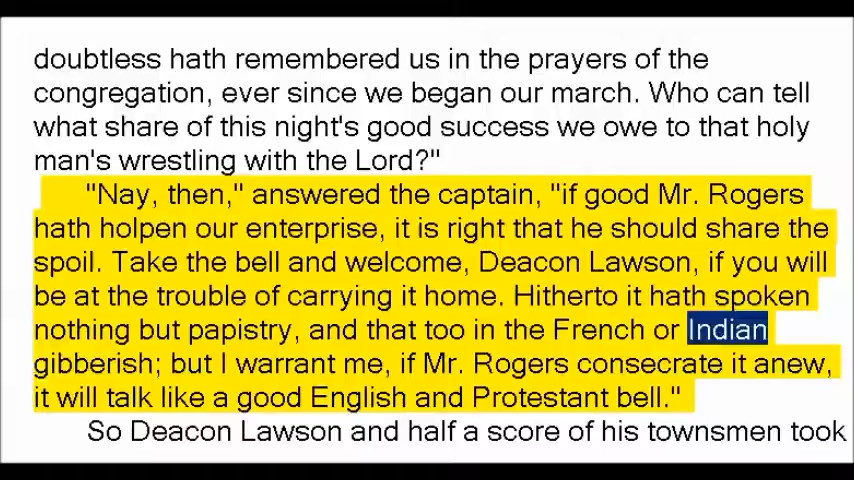 doubtless hath remembered us in the prayers of the
congregation, ever since we began our march. Who can tell
what share of this night's good success we owe to that holy
man's wrestling with the Lord?"
"Nay, then," answered the captain, "if good Mr. Rogers
hath holpen our enterprise, it is right that he should share the
spoil. Take the bell and welcome, Deacon Lawson, if you will
be at the trouble of carrying it home. Hitherto it hath spoken
nothing but papistry, and that too in the French or Indian
gibberish; but I warrant me, if Mr. Rogers consecrate it anew,
it will talk like a good English and Protestant bell."
So Deacon Lawson and half a score of his townsmen took